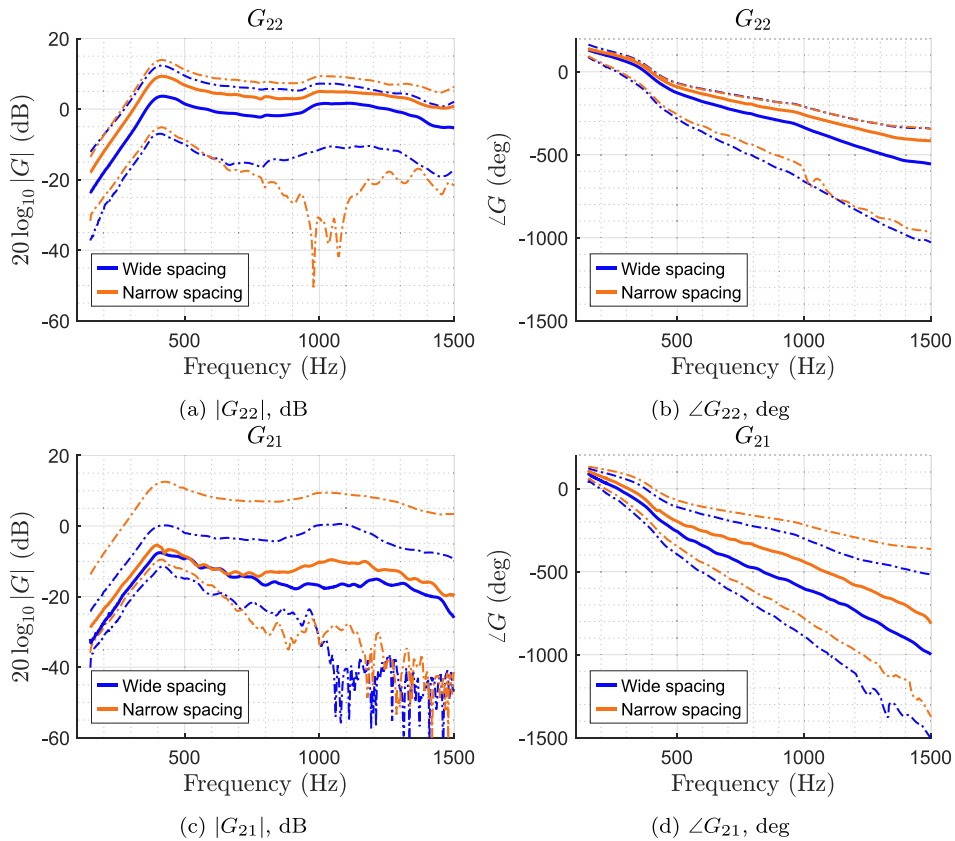 G22
20
0
-20
-40
-60
20 log10 |G| (dB)
Wide spacing
Narrow spacing
500
1000
1500
Frequency (Hz)
(a) |G22|, dB
G22
0
-500
-1000
-1500
∠G (deg)
Wide spacing
Narrow spacing
500
1000
1500
Frequency (Hz)
(b) ∠G22, deg
G21
20
0
-20
-40
-60
20 log10 |G| (dB)
Wide spacing
Narrow spacing
500
1000
1500
Frequency (Hz)
(c) |G21|, dB
G21
0
-500
-1000
-1500
∠G (deg)
Wide spacing
Narrow spacing
500
1000
1500
Frequency (Hz)
(d) ∠G21, deg